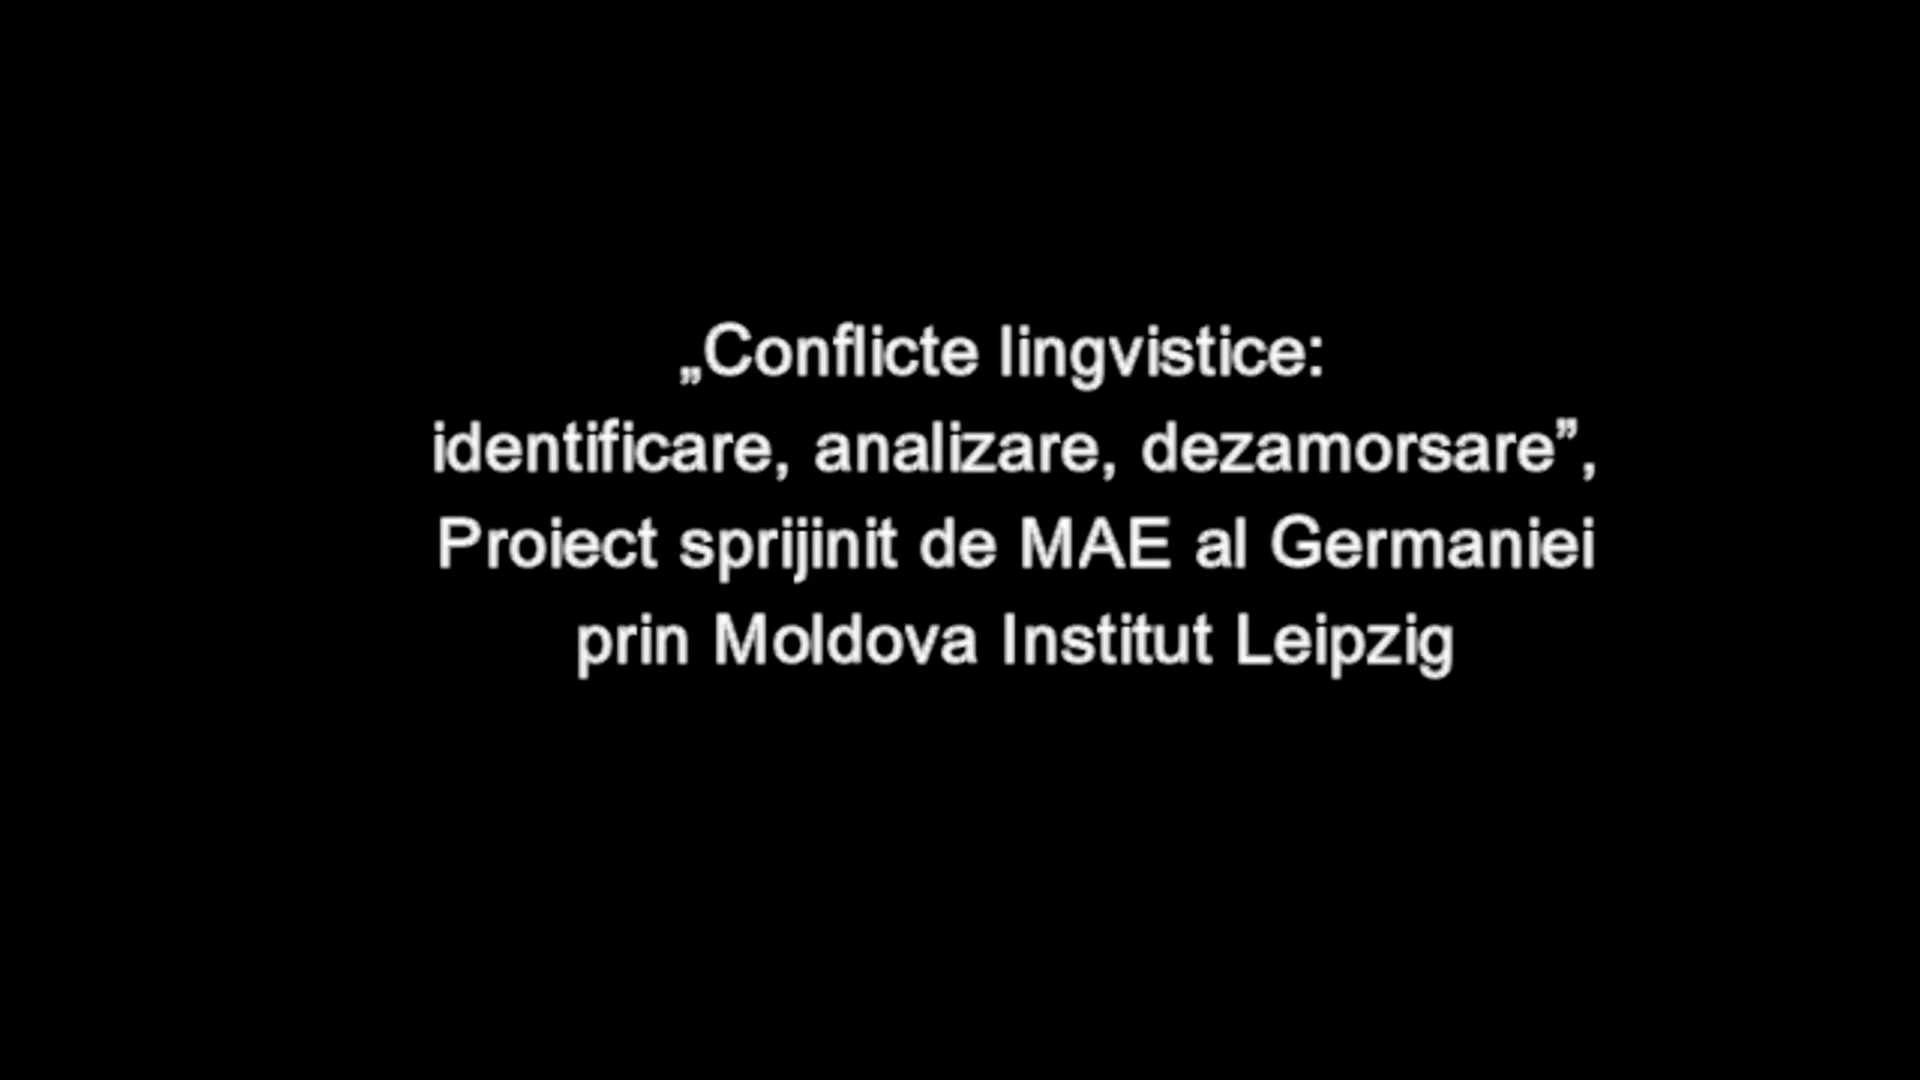 „Conflicte lingvistice:
identificare, analizare, dezamorsare”,
Proiect sprijinit de MAE al Germaniei
prin Moldova Institut Leipzig